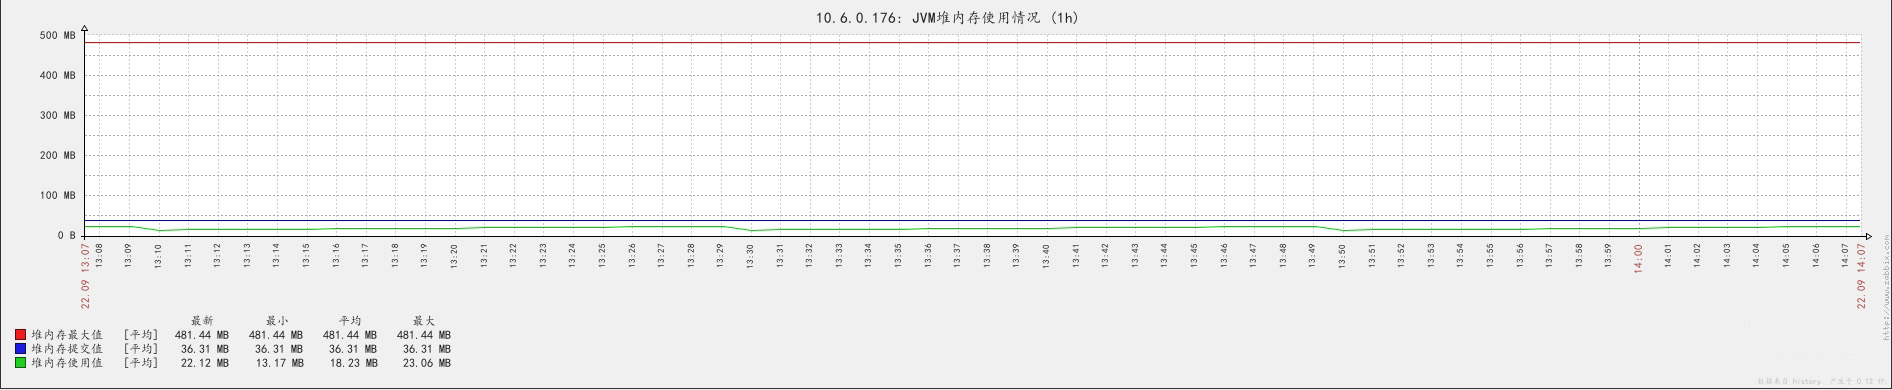 10.6.0.176: JVM堆内存使用情况 (1h)
500 MB
400 MB
300 MB
200 MB
100 MB
0 B
22.09 13:07 13:08 13:09 13:10 13:11 13:12 13:13 13:14 13:15 13:16 13:17 13:18 13:19 13:20 13:21 13:22 13:23 13:24 13:25 13:26 13:27 13:28 13:29 13:30 13:31 13:32 13:33 13:34 13:35 13:36 13:37 13:38 13:39 13:40 13:41 13:42 13:43 13:44 13:45 13:46 13:47 13:48 13:49 13:50 13:51 13:52 13:53 13:54 13:55 13:56 13:57 13:58 13:59 14:00 14:01 14:02 14:03 14:04 14:05 14:06 14:07 22.09 14:07
最新 最小 平均 最大
堆内存最大值 [平均] 481.44 MB 481.44 MB 481.44 MB 481.44 MB
堆内存提交值 [平均] 36.31 MB 36.31 MB 36.31 MB 36.31 MB
堆内存使用值 [平均] 22.12 MB 13.17 MB 18.23 MB 23.06 MB
http://www.zabbix.com
数据来自 history. 产生于 0.12 秒